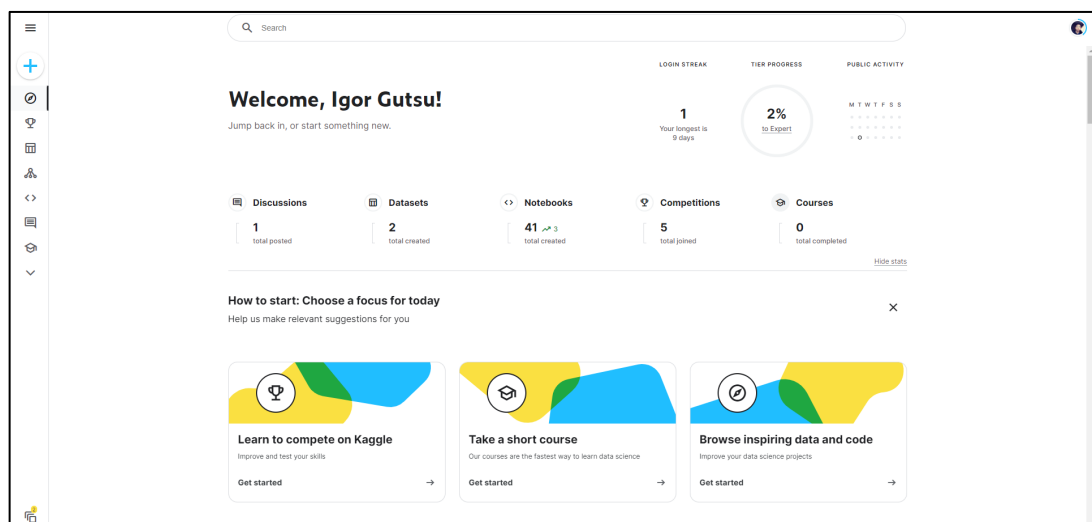 Search
LOGIN STREAK
TIER PROGRESS
PUBLIC ACTIVITY
Welcome, Igor Gutsu!
Jump back in, or start something new.
1
Your longest is
9 days
2%
to Expert
M T W T F S S
Discussions
1
total posted
Datasets
2
total created
Notebooks
41 3
total created
Competitions
5
total joined
Courses
0
total completed
Hide stats
How to start: Choose a focus for today
Help us make relevant suggestions for you
Learn to compete on Kaggle
Improve and test your skills
Get started
Take a short course
Our courses are the fastest way to learn data science
Get started
Browse inspiring data and code
Improve your data science projects
Get started